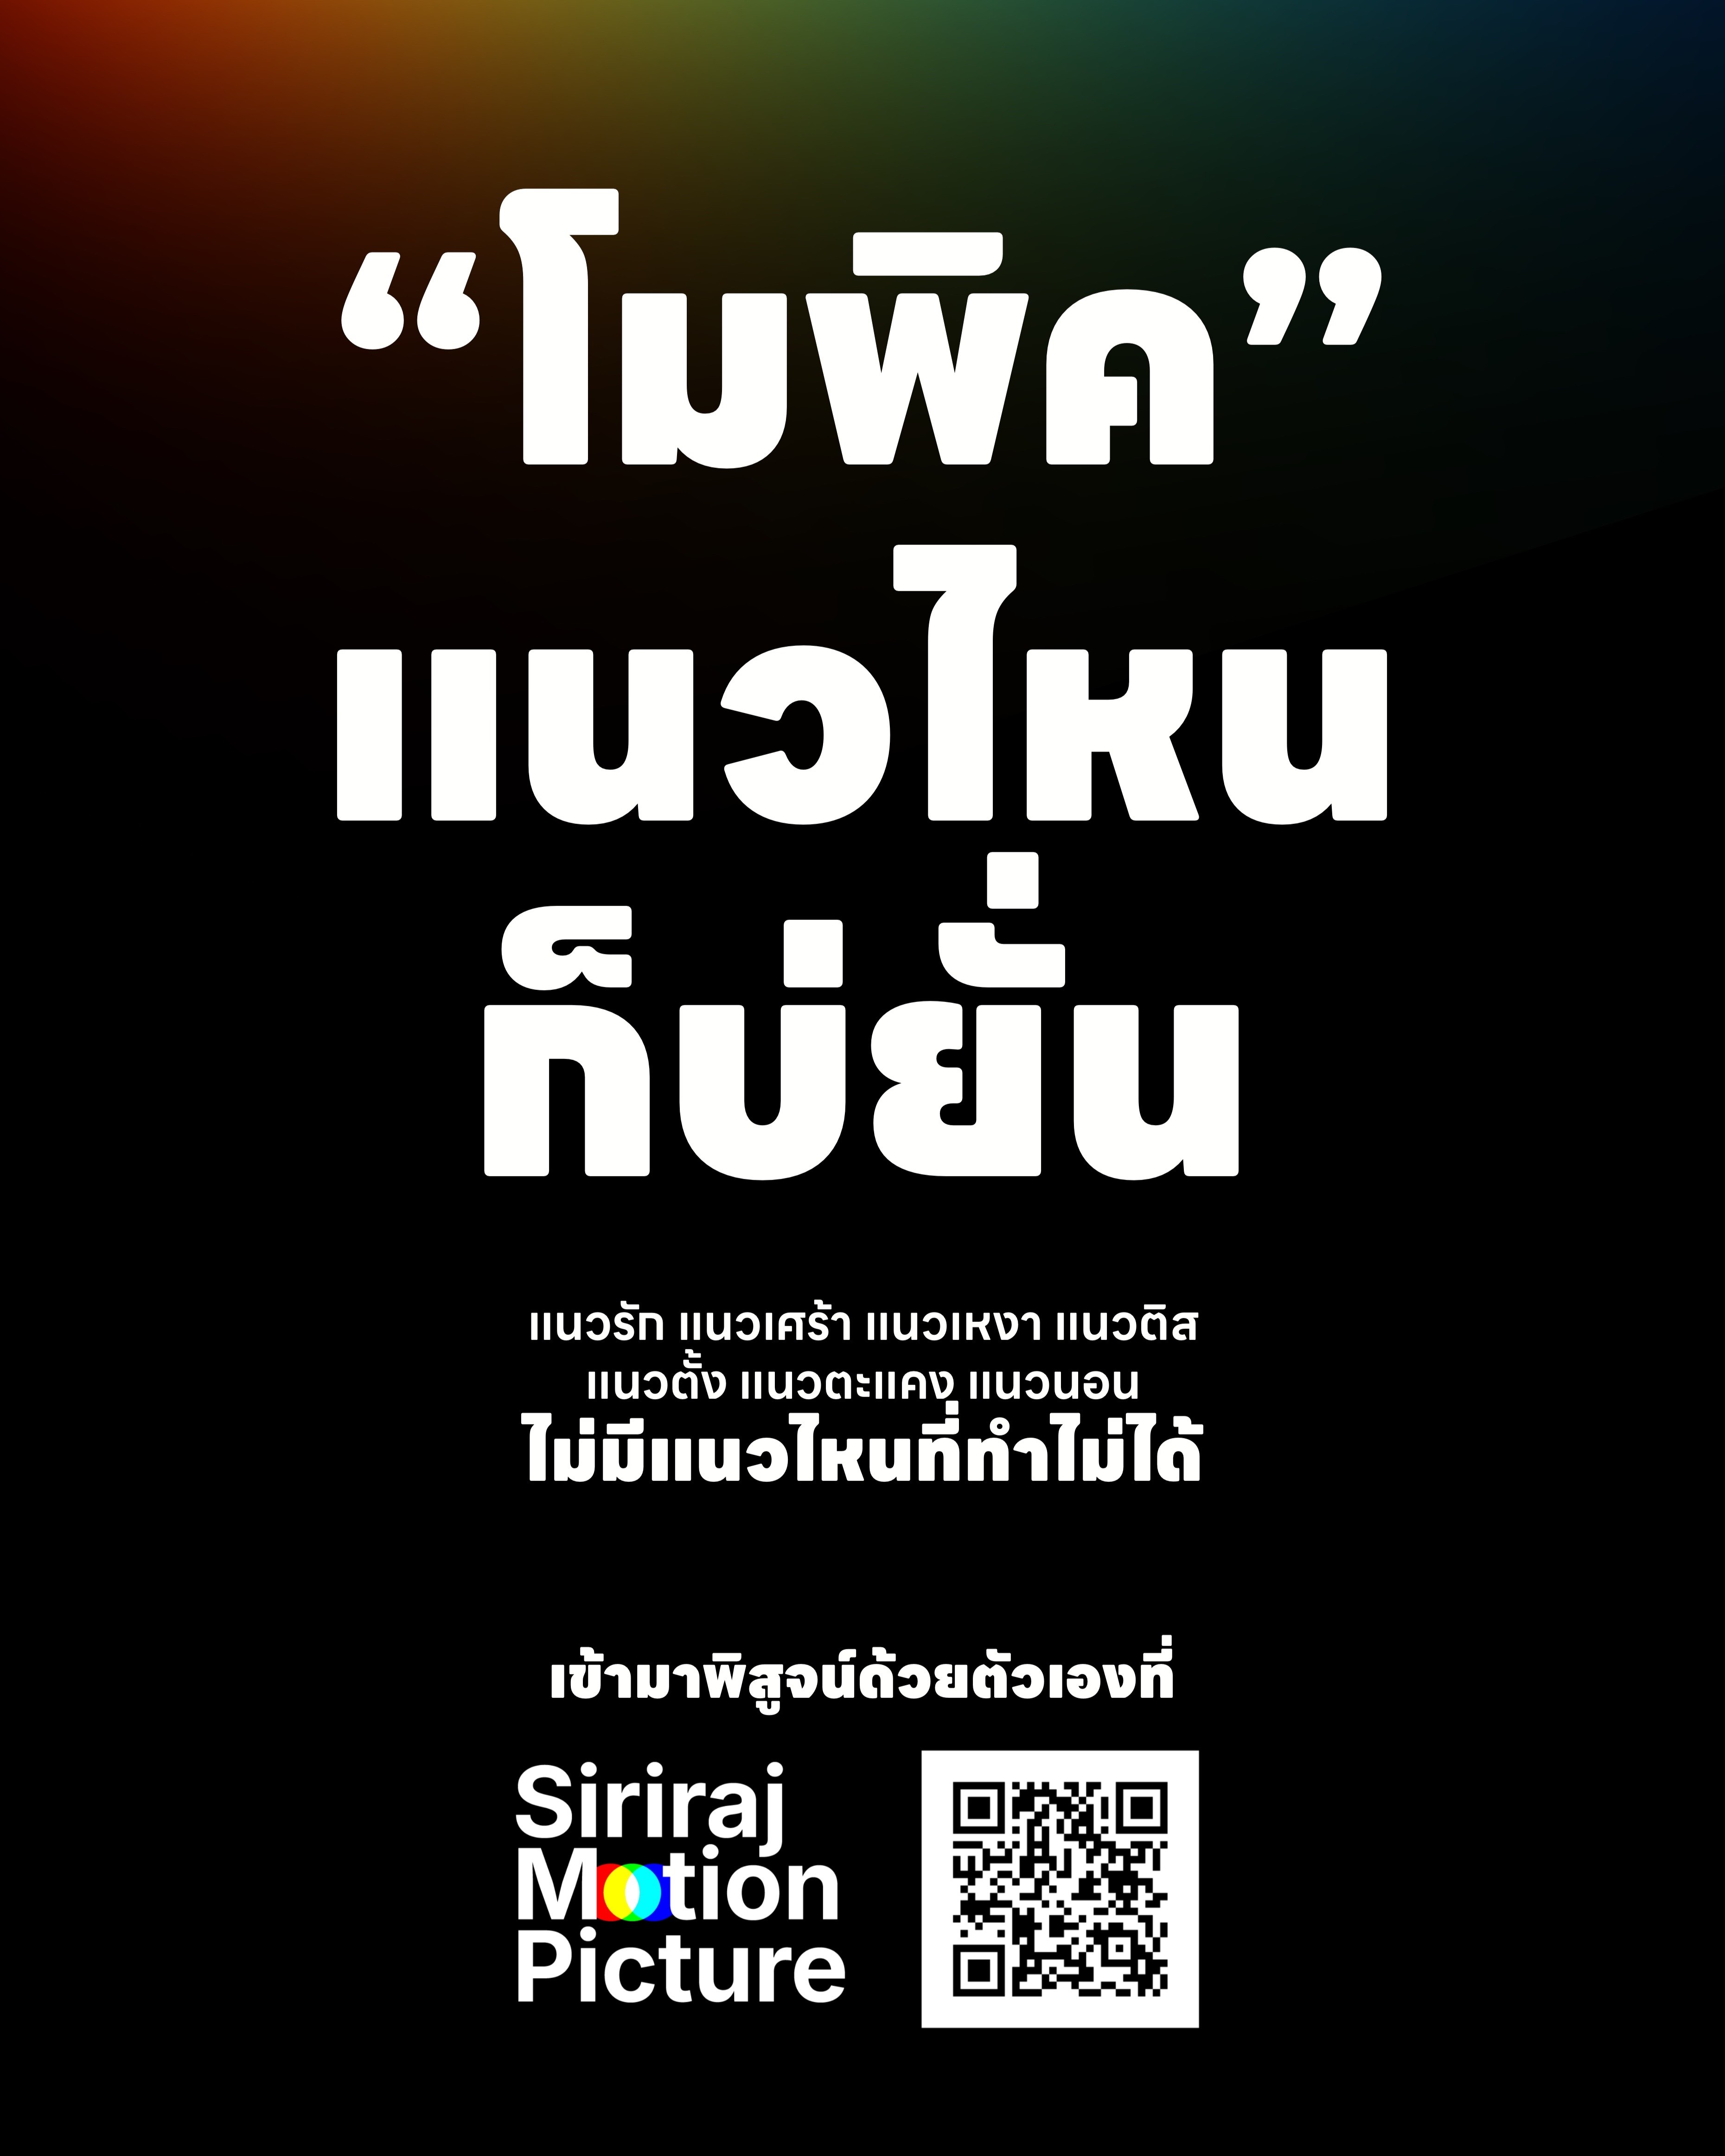 “โมพิค”
แนวไหน
ก็บ่ยั่น
แนวรัก แนวเศร้า แนวเหงา แนวติส
แนวตั้ง แนวตะแคง แนวนอน
ไม่มีแนวไหนที่ทำไม่ได้
เข้ามาพิสูจน์ด้วยตัวเองที่
Siriraj
Motion
Picture